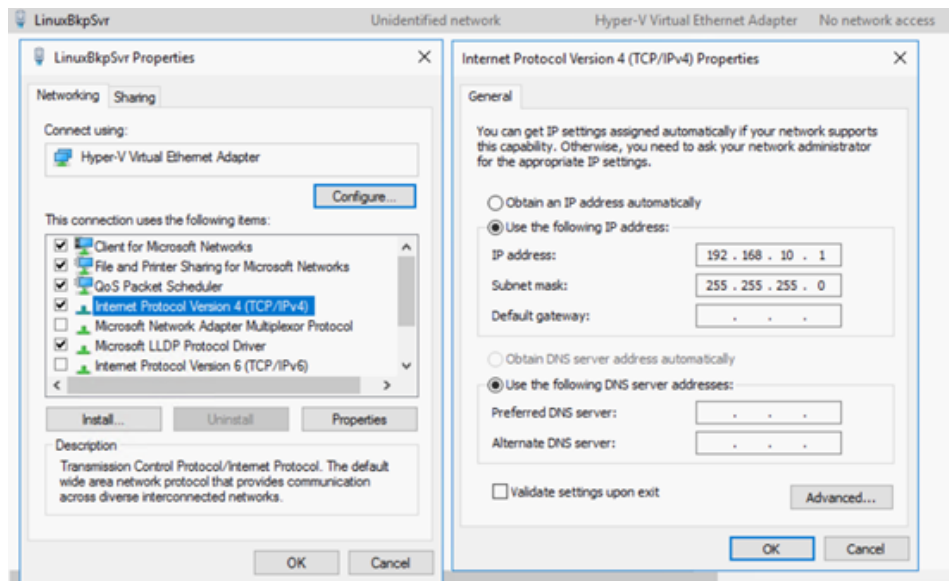 LinuxBkpSvr Unidentified network Hyper-V Virtual Ethernet Adapter No network access
LinuxBkpSvr Properties
Networking Sharing
Connect using:
Hyper-V Virtual Ethernet Adapter
Configure...
This connection uses the following items:
Client for Microsoft Networks
File and Printer Sharing for Microsoft Networks
QoS Packet Scheduler
Internet Protocol Version 4 (TCP/IPv4)
Microsoft Network Adapter Multiplexor Protocol
Microsoft LLDP Protocol Driver
Internet Protocol Version 6 (TCP/IPv6)
Install... Uninstall Properties
Description
Transmission Control Protocol/Internet Protocol. The default
wide area network protocol that provides communication
across diverse interconnected networks.
OK Cancel
Internet Protocol Version 4 (TCP/IPv4) Properties
General
You can get IP settings assigned automatically if your network supports
this capability. Otherwise, you need to ask your network administrator
for the appropriate IP settings.
Obtain an IP address automatically
Use the following IP address:
IP address: 192 . 168 . 10 . 1
Subnet mask: 255 . 255 . 255 . 0
Default gateway: . . .
Obtain DNS server address automatically
Use the following DNS server addresses:
Preferred DNS server: . . .
Alternate DNS server: . . .
Validate settings upon exit
Advanced...
OK Cancel